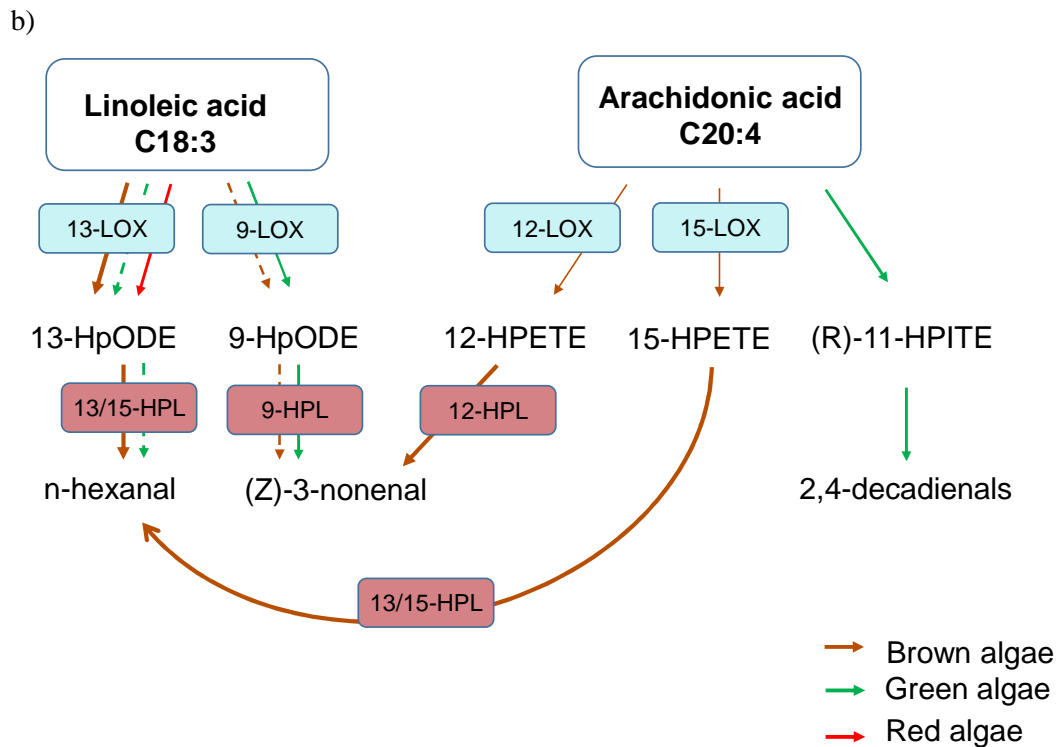 b)
Linoleic acid
C18:3
Arachidonic acid
C20:4
13-LOX
9-LOX
12-LOX
15-LOX
13-HpODE
9-HpODE
12-HPETE
15-HPETE
(R)-11-HPITE
13/15-HPL
9-HPL
12-HPL
n-hexanal
(Z)-3-nonenal
2,4-decadienals
13/15-HPL
Brown algae
Green algae
Red algae